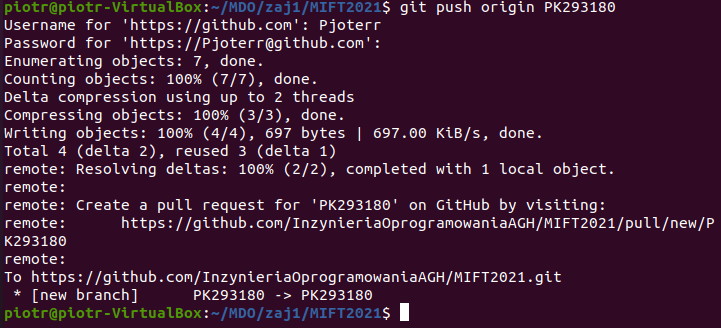 piotr@piotr-VirtualBox:~/MDO/zaj1/MIFT2021$ git push origin PK293180
Username for 'https://github.com': Pjoterr
Password for 'https://Pjoterr@github.com':
Enumerating objects: 7, done.
Counting objects: 100% (7/7), done.
Delta compression using up to 2 threads
Compressing objects: 100% (3/3), done.
Writing objects: 100% (4/4), 697 bytes | 697.00 KiB/s, done.
Total 4 (delta 2), reused 3 (delta 1)
remote: Resolving deltas: 100% (2/2), completed with 1 local object.
remote:
remote: Create a pull request for 'PK293180' on GitHub by visiting:
remote:      https://github.com/InzynieriaOprogramowaniaAGH/MIFT2021/pull/new/P
K293180
remote:
To https://github.com/InzynieriaOprogramowaniaAGH/MIFT2021.git
 * [new branch]      PK293180 -> PK293180
piotr@piotr-VirtualBox:~/MDO/zaj1/MIFT2021$